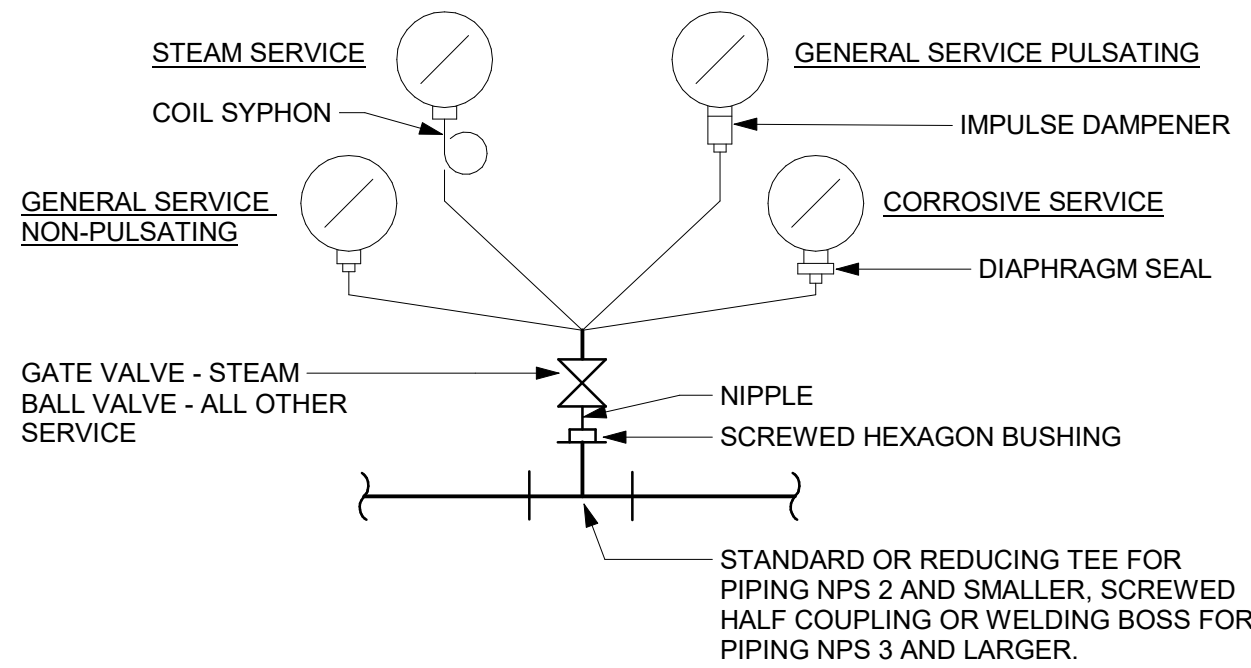 STEAM SERVICE
GENERAL SERVICE PULSATING
COIL SYPHON
IMPULSE DAMPENER
GENERAL SERVICE
NON-PULSATING
CORROSIVE SERVICE
DIAPHRAGM SEAL
GATE VALVE - STEAM
BALL VALVE - ALL OTHER
SERVICE
NIPPLE
SCREWED HEXAGON BUSHING
STANDARD OR REDUCING TEE FOR
PIPING NPS 2 AND SMALLER, SCREWED
HALF COUPLING OR WELDING BOSS FOR
PIPING NPS 3 AND LARGER.